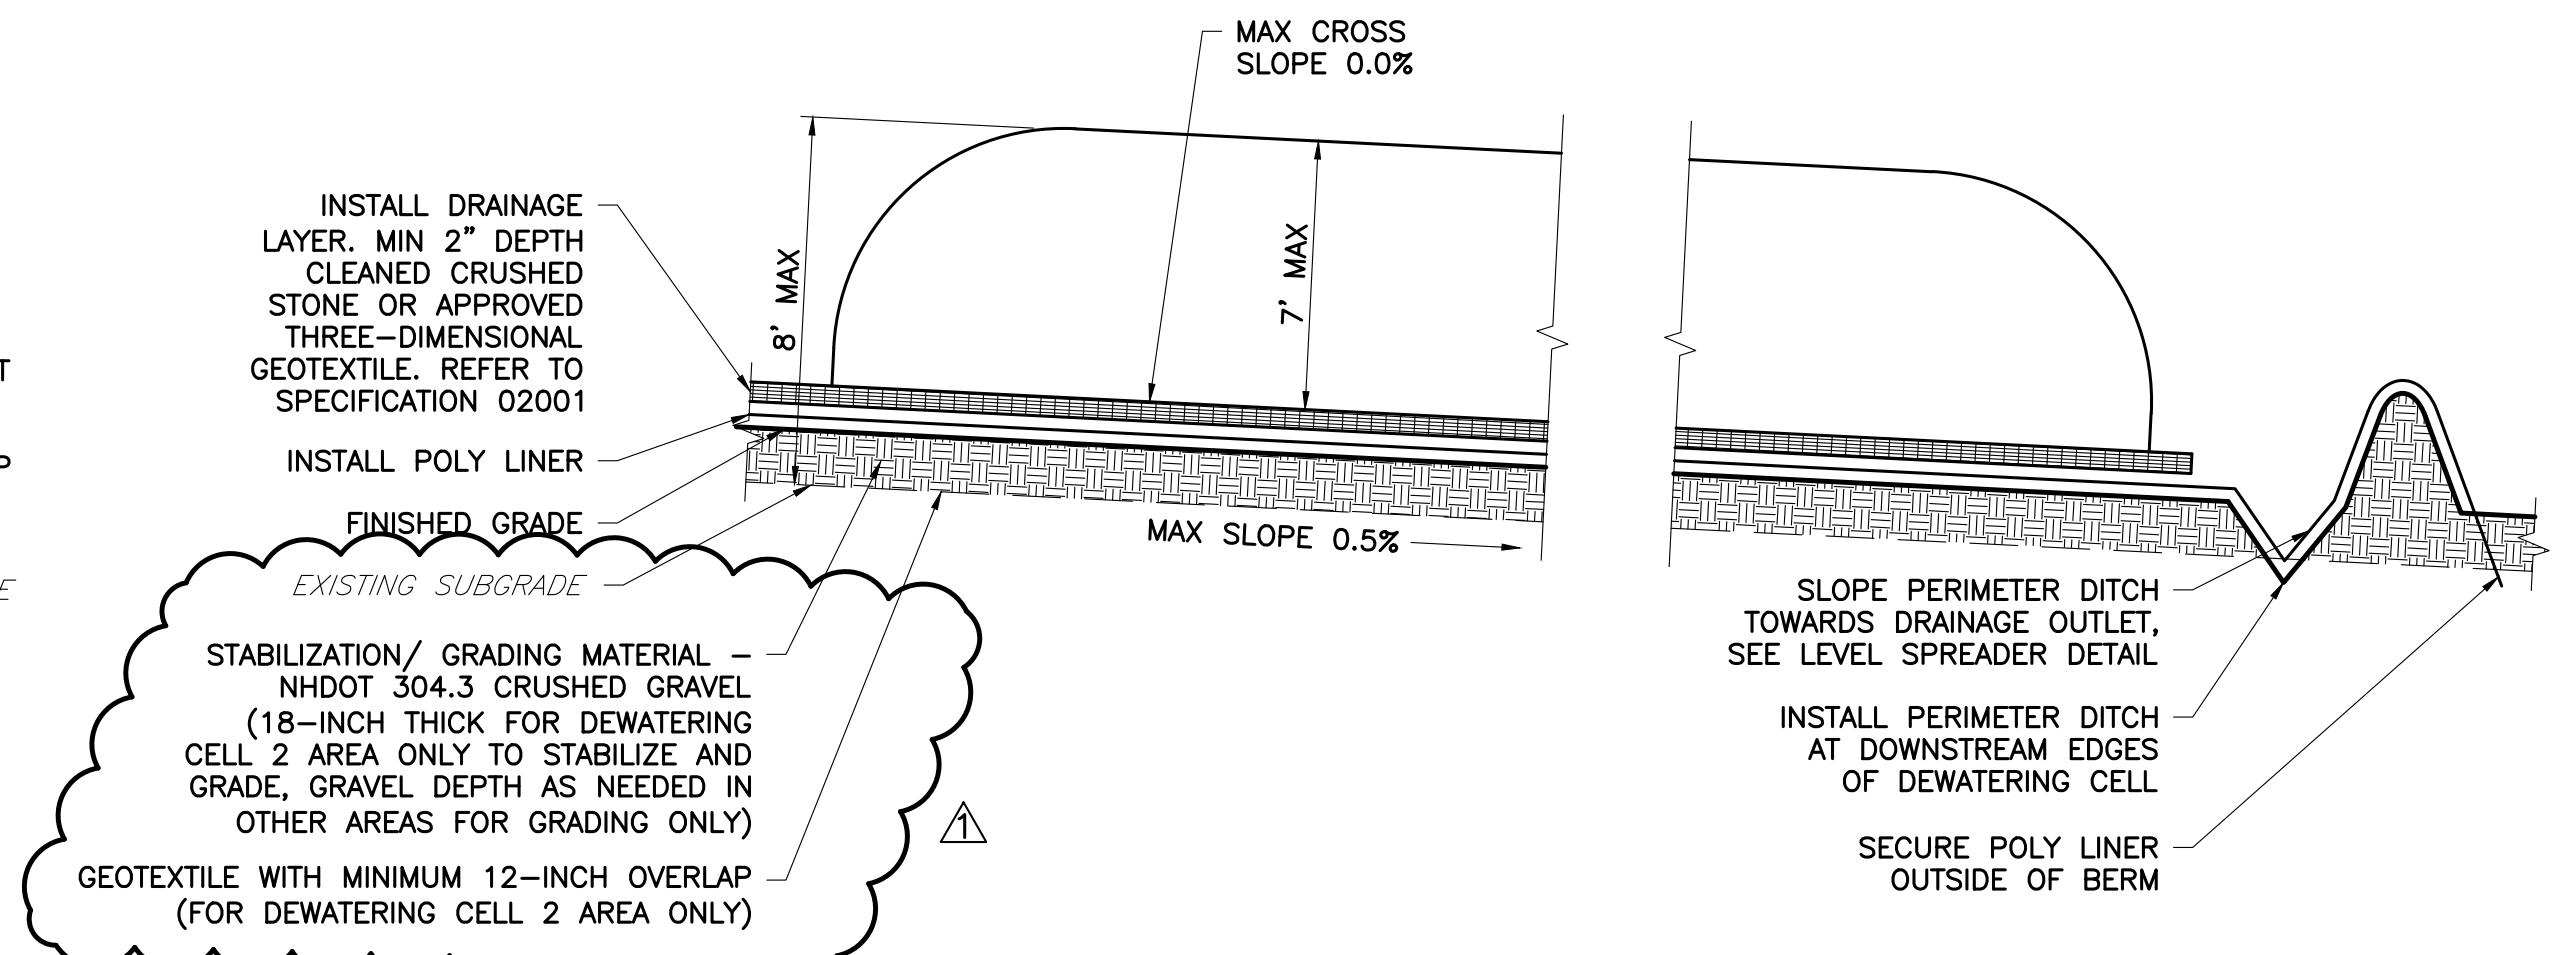 MAX CROSS
SLOPE 0.0%
INSTALL DRAINAGE
LAYER. MIN 2" DEPTH
CLEANED CRUSHED
STONE OR APPROVED
THREE-DIMENSIONAL
GEOTEXTILE. REFER TO
SPECIFICATION 02001
INSTALL POLY LINER
FINISHED GRADE
EXISTING SUBGRADE
STABILIZATION/ GRADING MATERIAL -
NHDOT 304.3 CRUSHED GRAVEL
(18-INCH THICK FOR DEWATERING
CELL 2 AREA ONLY TO STABILIZE AND
GRADE, GRAVEL DEPTH AS NEEDED IN
OTHER AREAS FOR GRADING ONLY)
GEOTEXTILE WITH MINIMUM 12-INCH OVERLAP
(FOR DEWATERING CELL 2 AREA ONLY)
1
8' MAX
7' MAX
MAX SLOPE 0.5%
SLOPE PERIMETER DITCH
TOWARDS DRAINAGE OUTLET,
SEE LEVEL SPREADER DETAIL
INSTALL PERIMETER DITCH
AT DOWNSTREAM EDGES
OF DEWATERING CELL
SECURE POLY LINER
OUTSIDE OF BERM
T
P
E